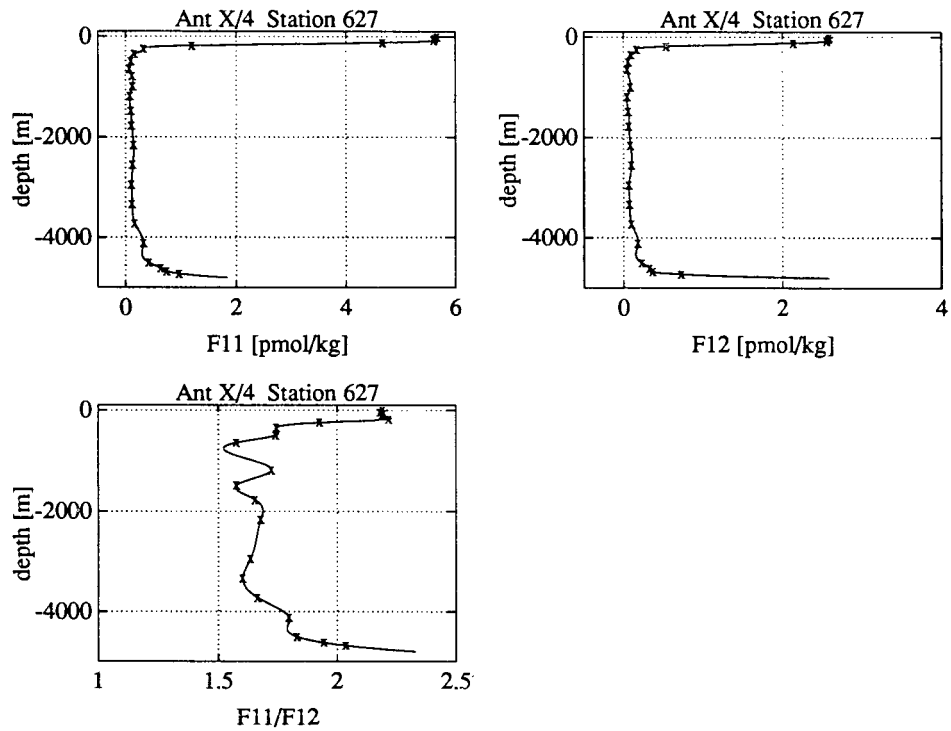 Ant X/4 Station 627
0
-2000
-4000
depth [m]
0 2 4 6
F11 [pmol/kg]
Ant X/4 Station 627
0
-2000
-4000
depth [m]
0 2 4
F12 [pmol/kg]
Ant X/4 Station 627
0
-2000
-4000
depth [m]
1 1.5 2 2.5
F11/F12